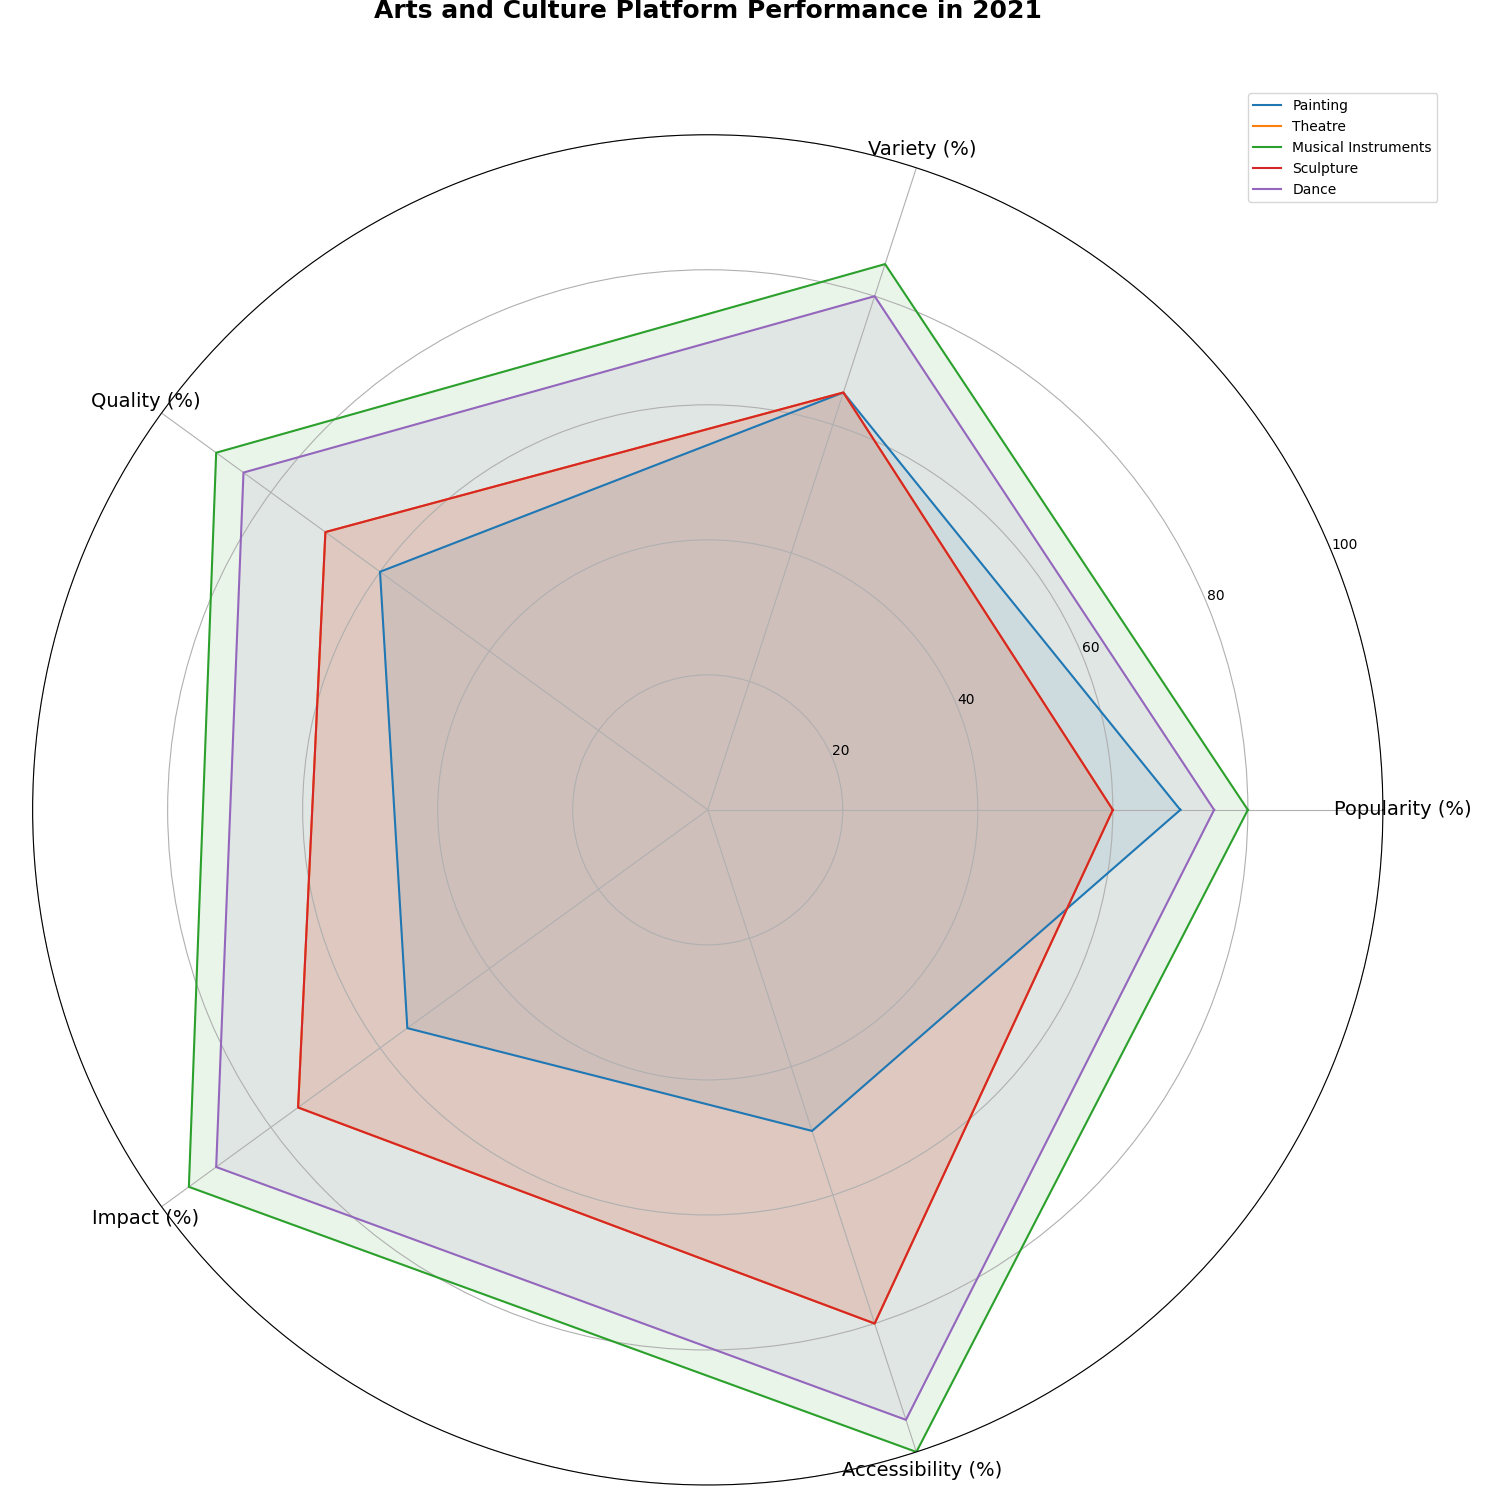 Arts and Culture Platform Performance in 2021
Painting
Theatre
Musical Instruments
Sculpture
Dance
Variety (%)
Quality (%)
100
80
60
40
20
Popularity (%)
Impact (%)
Accessibility (%)